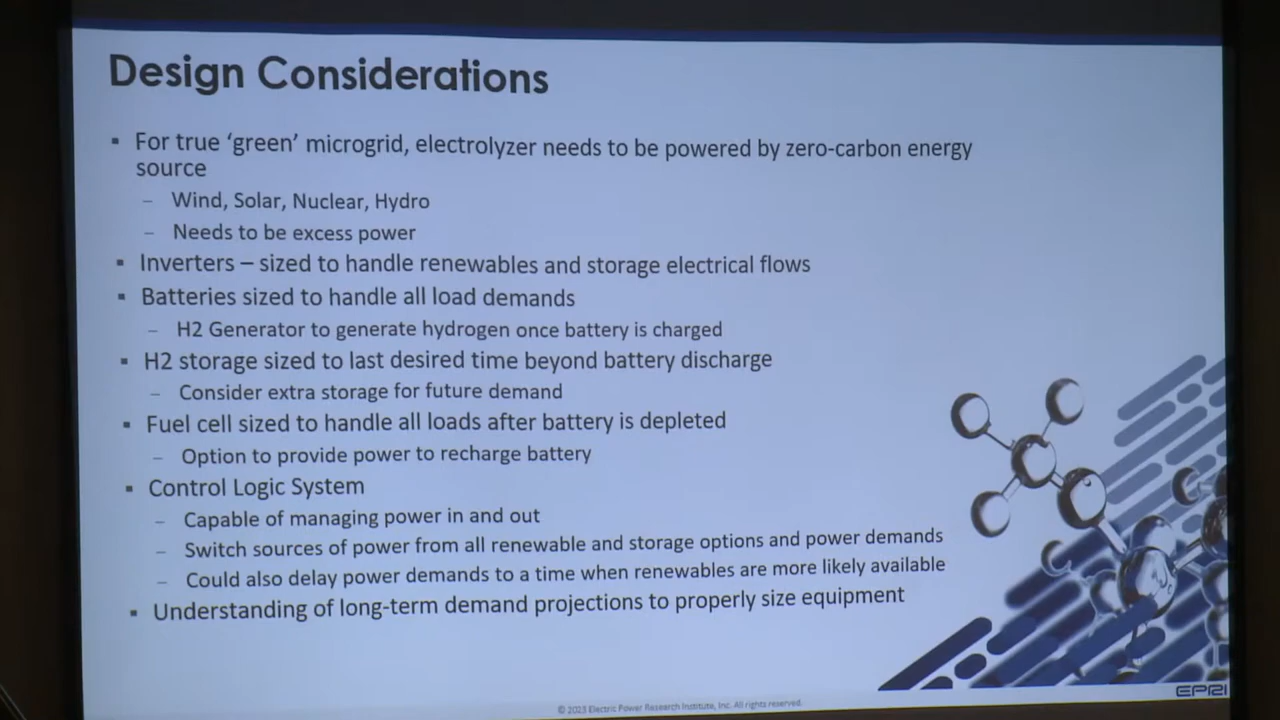 Design Considerations
▪ For true ‘green’ microgrid, electrolyzer needs to be powered by zero-carbon energy
source
– Wind, Solar, Nuclear, Hydro
– Needs to be excess power
▪ Inverters – sized to handle renewables and storage electrical flows
▪ Batteries sized to handle all load demands
– H2 Generator to generate hydrogen once battery is charged
▪ H2 storage sized to last desired time beyond battery discharge
– Consider extra storage for future demand
▪ Fuel cell sized to handle all loads after battery is depleted
– Option to provide power to recharge battery
▪ Control Logic System
– Capable of managing power in and out
– Switch sources of power from all renewable and storage options and power demands
– Could also delay power demands to a time when renewables are more likely available
▪ Understanding of long-term demand projections to properly size equipment
EPRI
© 2023 Electric Power Research Institute, Inc. All rights reserved.